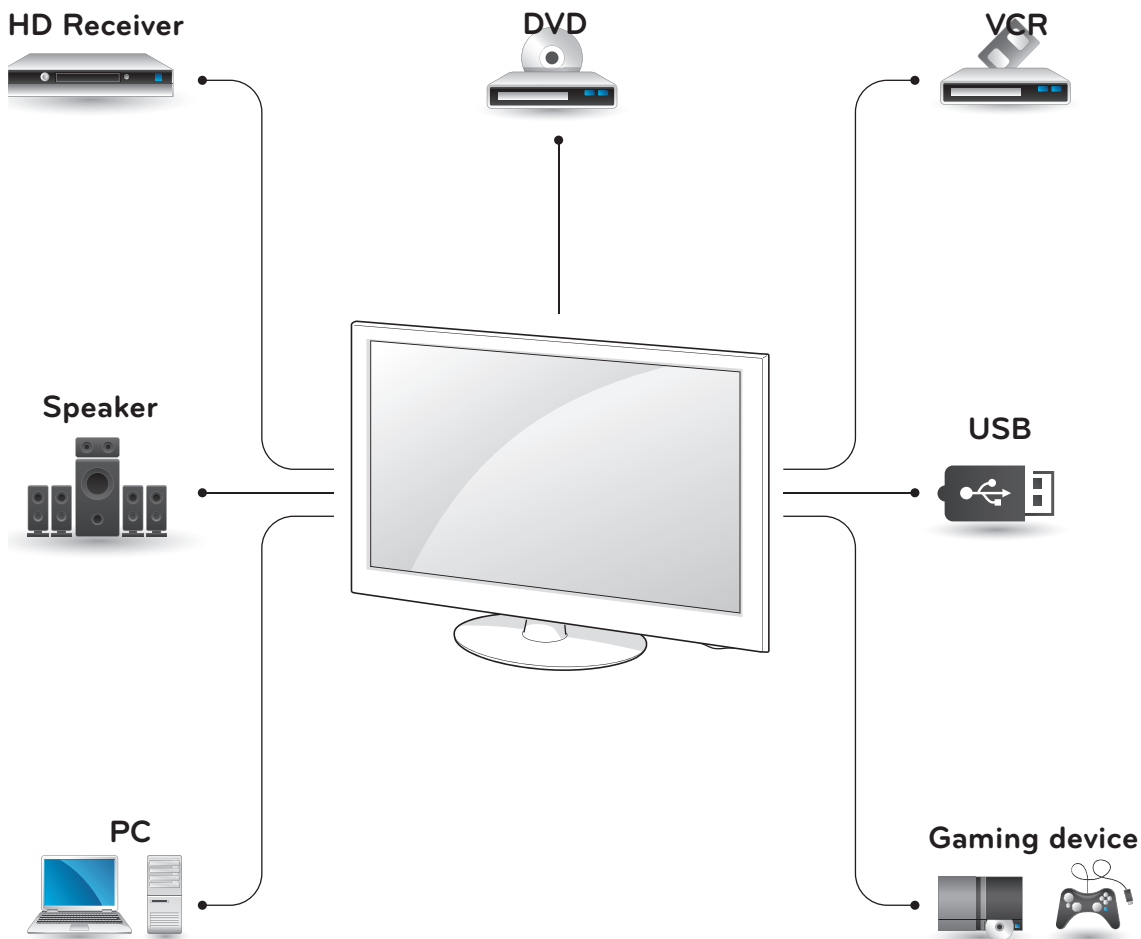 HD Receiver
DVD
VCR
Speaker
USB
PC
Gaming device